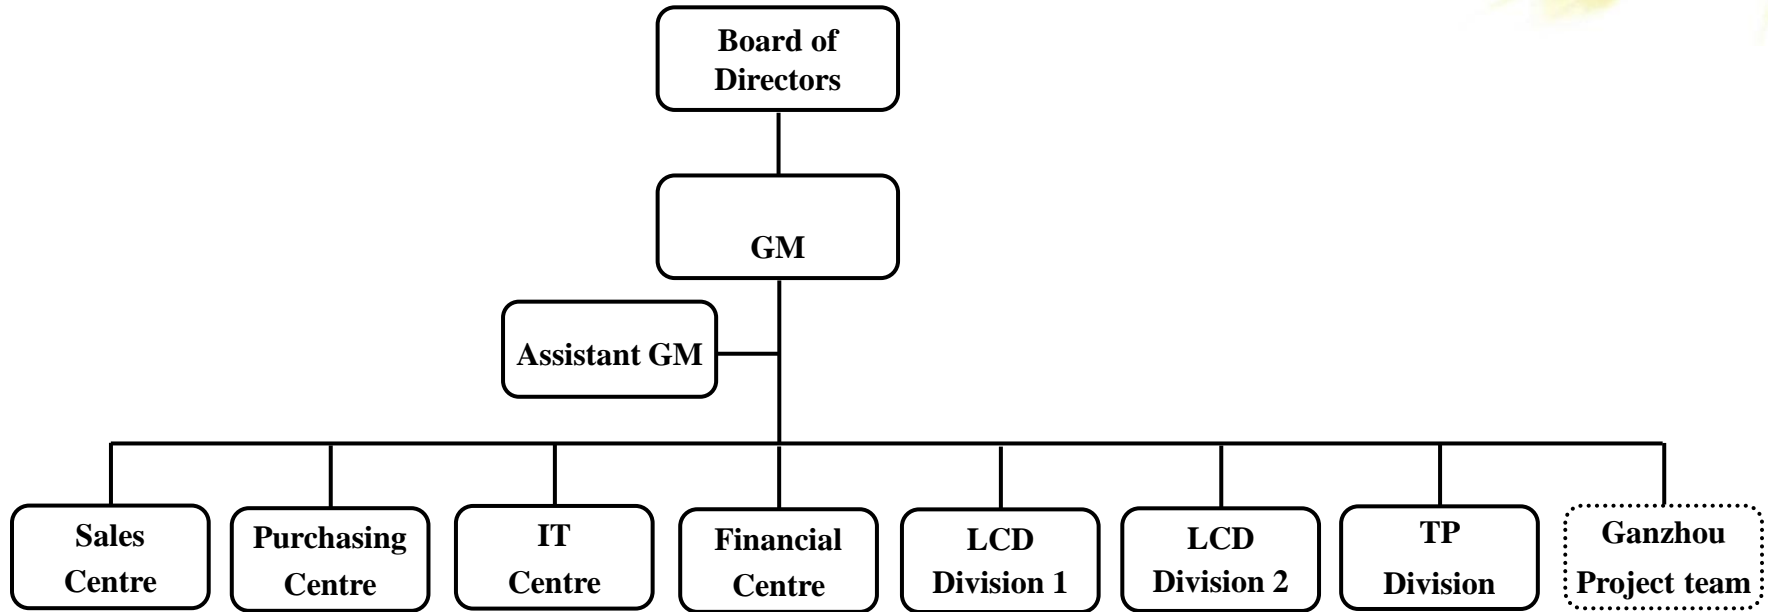 Board of
Directors
GM
Assistant GM
Sales
Centre
Purchasing
Centre
IT
Centre
Financial
Centre
LCD
Division 1
LCD
Division 2
TP
Division
Ganzhou
Project team